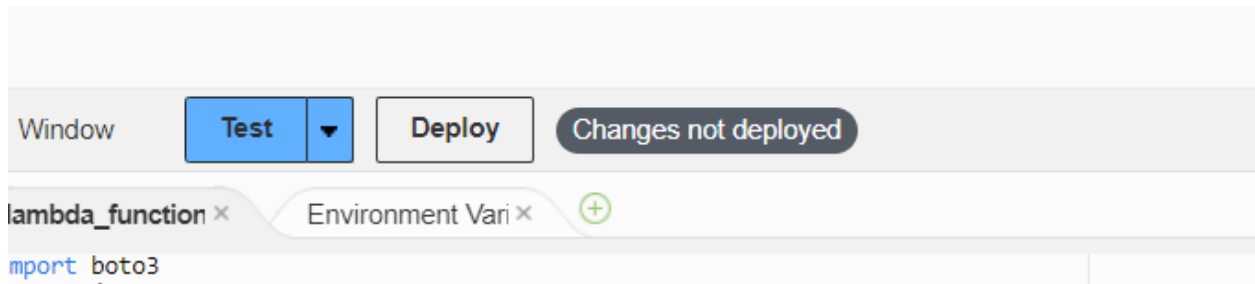 Window Test Deploy Changes not deployed
lambda_function Environment Vari
mport boto3